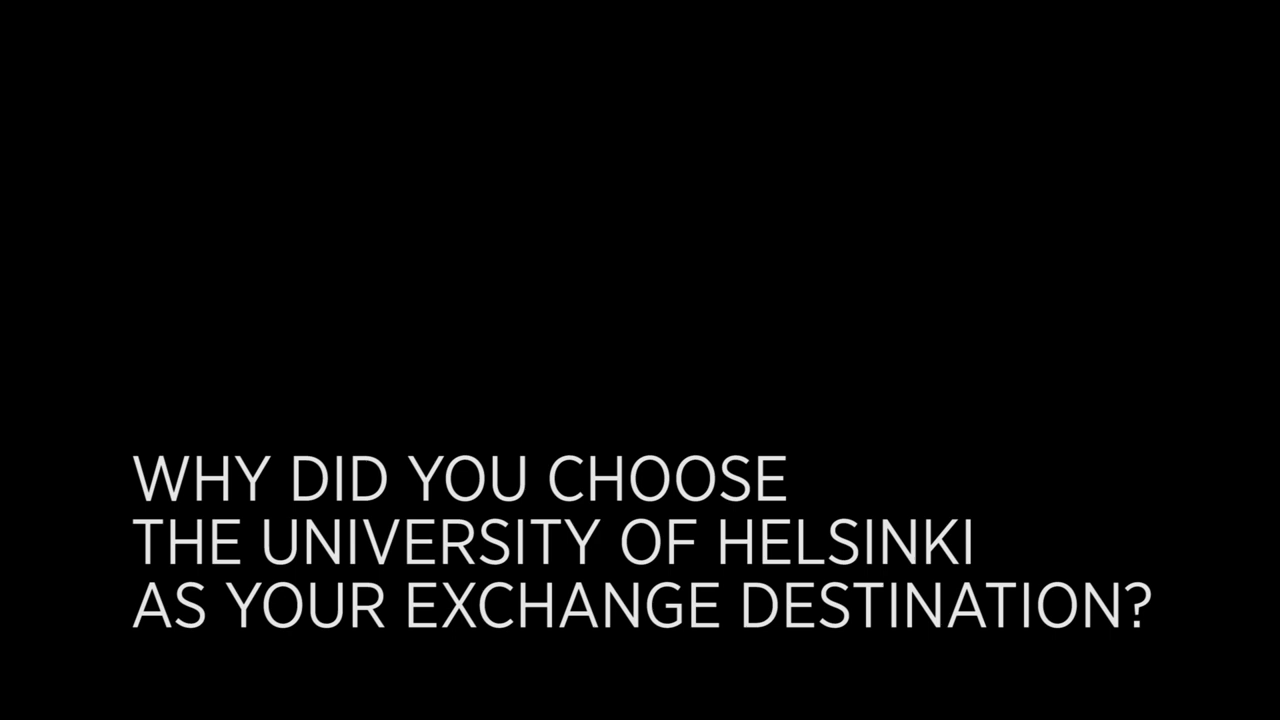 WHY DID YOU CHOOSE
THE UNIVERSITY OF HELSINKI
AS YOUR EXCHANGE DESTINATION?